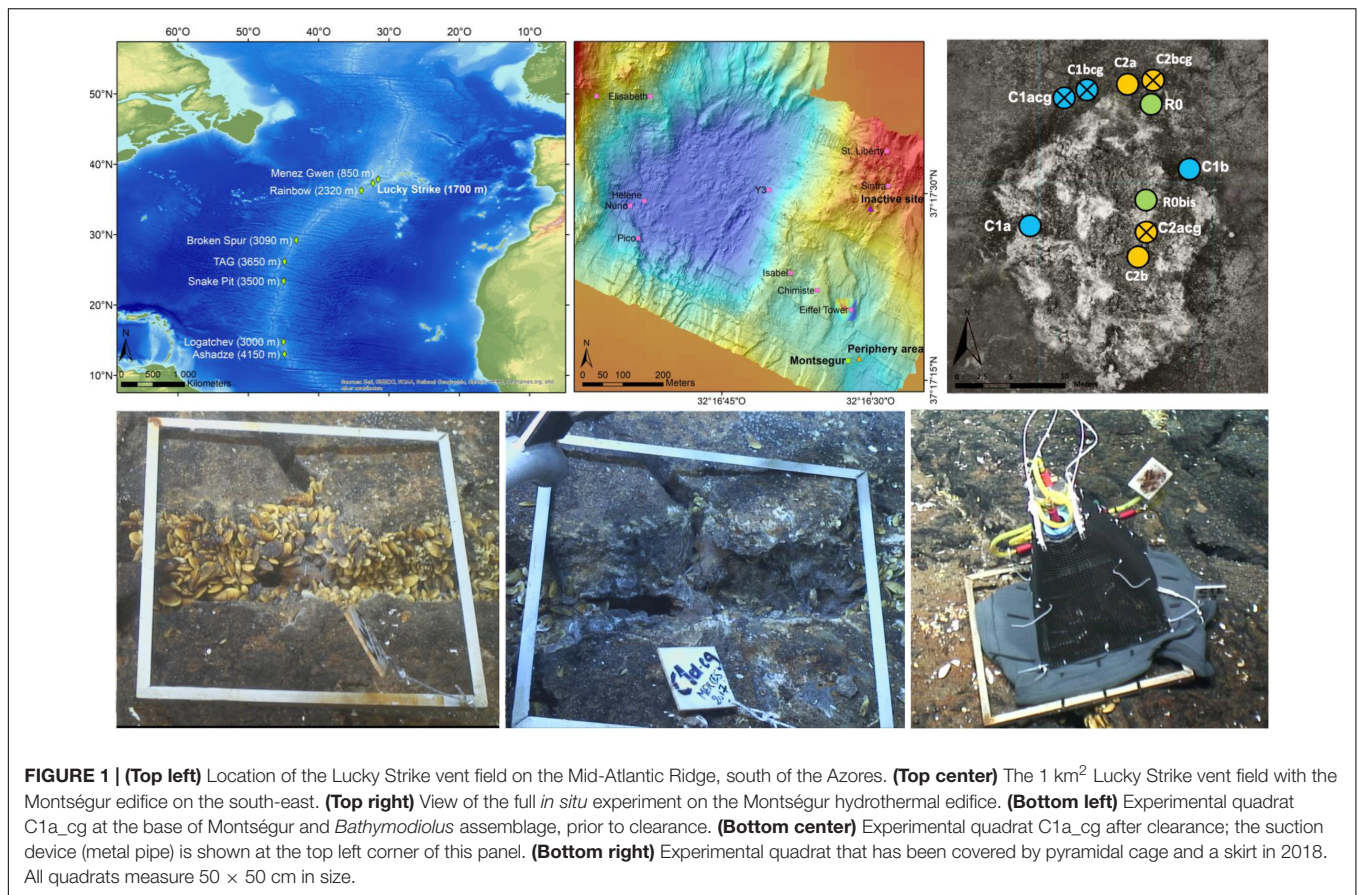 60°O 50°O 40°O 30°O 20°O 10°O
50°N
40°N
30°N
20°N
10°N
Menez Gwen (850 m)
Lucky Strike (1700 m)
Rainbow (2320 m)
Broken Spur (3090 m)
TAG (3650 m)
Snake Pit (3500 m)
Logatchev (3000 m)
Ashadze (4150 m)
N
0 500 1 000
Kilometers
Elisabeth
St. Liberty
Sintra
Y3
Inactive site
Helene
Nuno
Pico
Isabel
Chimiste
Eiffel Tower
Periphery area
Montsegur
N
0 50 100 200
Meters
37°17'30"N
37°17'15"N
32°16'45"O 32°16'30"O
C2a
C2bcg
C1bcg
C1acg
R0
C1b
R0bis
C1a
C2acg
C2b
N
0 2.5 5 10
Meters
C1a.cg
MERCES
2017
FIGURE 1 | (Top left) Location of the Lucky Strike vent field on the Mid-Atlantic Ridge, south of the Azores. (Top center) The 1 km² Lucky Strike vent field with the
Montségur edifice on the south-east. (Top right) View of the full in situ experiment on the Montségur hydrothermal edifice. (Bottom left) Experimental quadrat
C1a_cg at the base of Montségur and Bathymodiolus assemblage, prior to clearance. (Bottom center) Experimental quadrat C1a_cg after clearance; the suction
device (metal pipe) is shown at the top left corner of this panel. (Bottom right) Experimental quadrat that has been covered by pyramidal cage and a skirt in 2018.
All quadrats measure 50 × 50 cm in size.